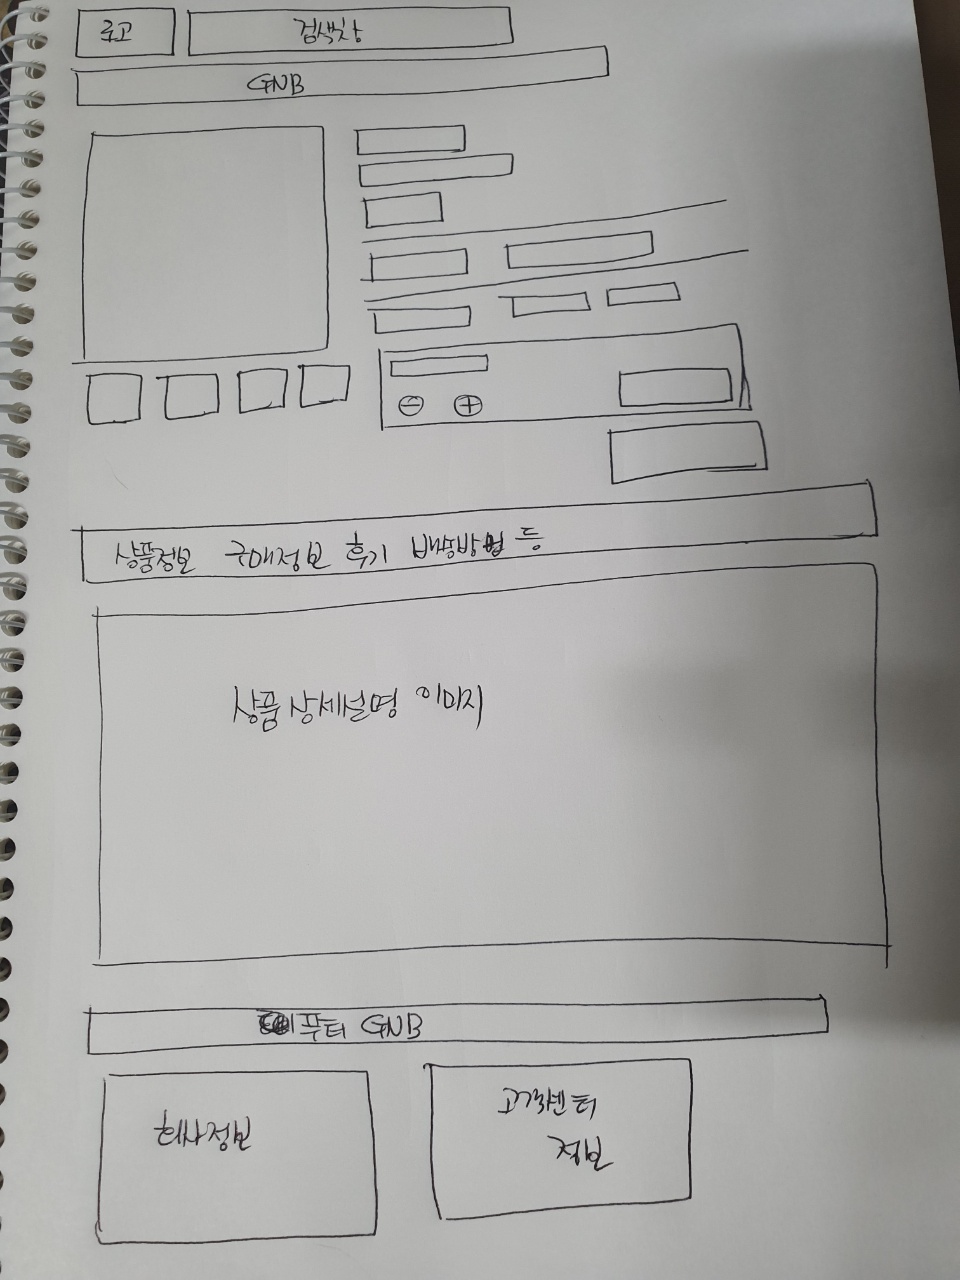 로고
검색창
GNB
상품정보 구매정보 후기 배송방법 등
상품 상세설명 이미지
푸터 GNB
회사정보
고객센터
정보